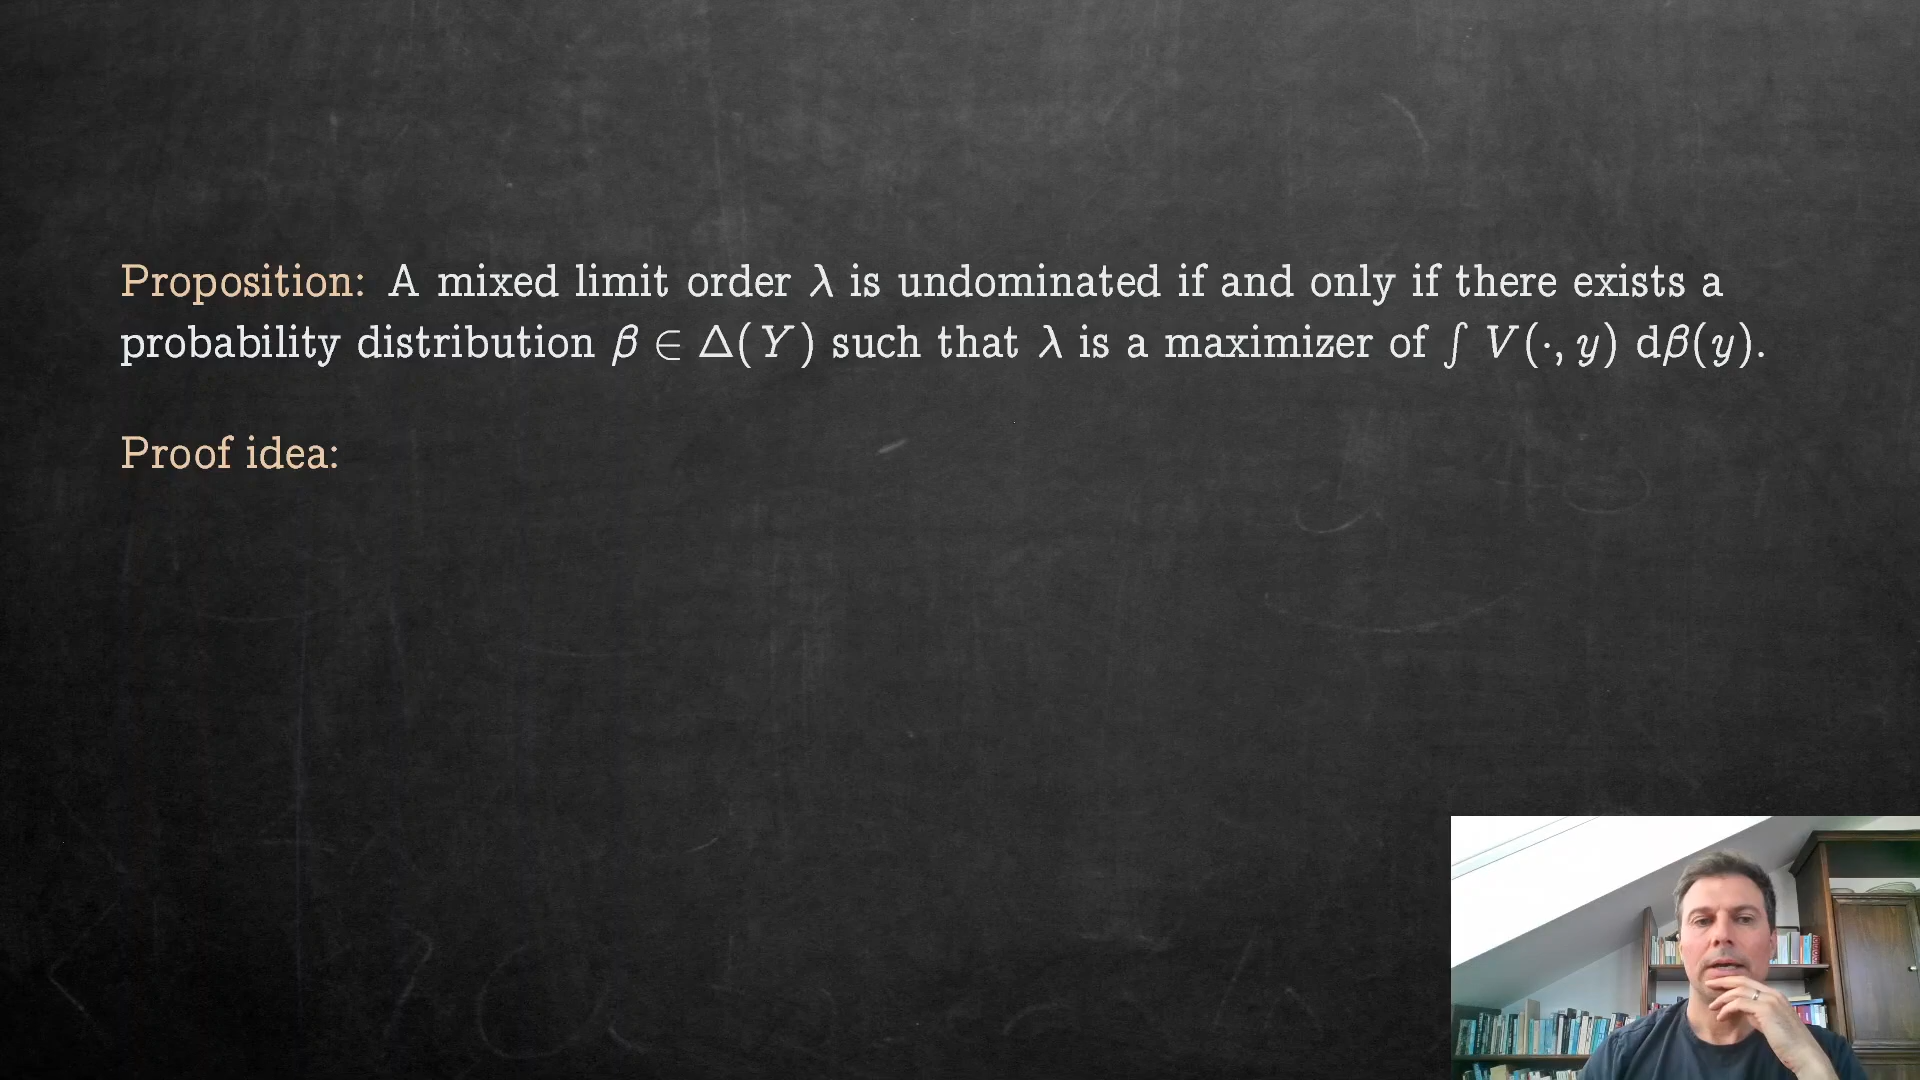 Proposition: A mixed limit order λ is undominated if and only if there exists a
probability distribution β ∈ Δ(Y) such that λ is a maximizer of ∫ V(·, y) dβ(y).
Proof idea: